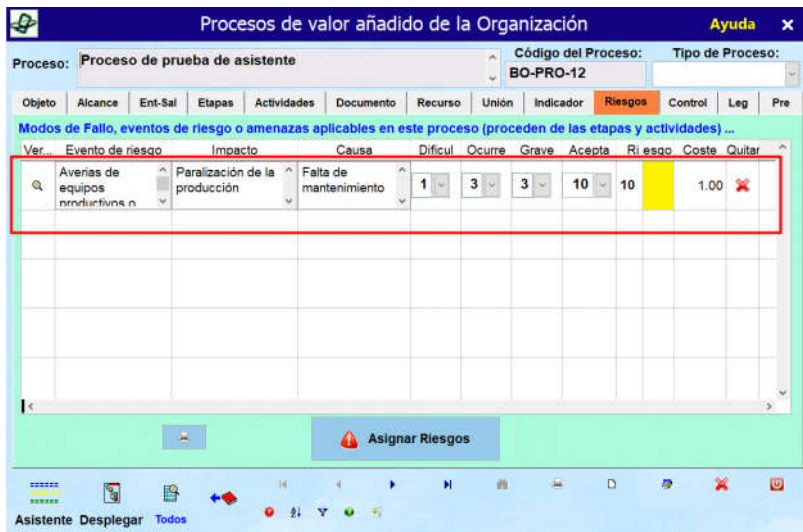 Procesos de valor añadido de la Organización Ayuda
Proceso: Proceso de prueba de asistente Código del Proceso: Tipo de Proceso:
BO-PRO-12
Objeto Alcance Ent-Sal Etapas Actividades Documento Recurso Unión Indicador Riesgos Control Leg Pre
Modos de Fallo, eventos de riesgo o amenazas aplicables en este proceso (proceden de las etapas y actividades) ...
Ver... Evento de riesgo Impacto Causa Dificul Ocurre Grave Acepta Ri esgo Coste Quitar
Averias de Paralización de la Falta de
equipos producción mantenimiento 1 3 3 10 10 1.00
productivos o
Asignar Riesgos
Asistente Desplegar Todos